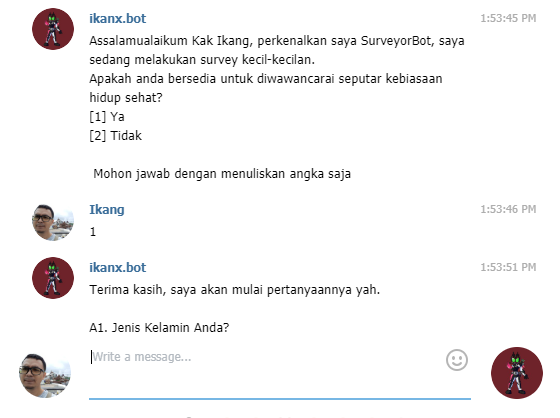 ikanx.bot
1:53:45 PM
Assalamualaikum Kak Ikang, perkenalkan saya SurveyorBot, saya
sedang melakukan survey kecil-kecilan.
Apakah anda bersedia untuk diwawancarai seputar kebiasaan
hidup sehat?
[1] Ya
[2] Tidak
Mohon jawab dengan menuliskan angka saja
Ikang
1:53:46 PM
1
ikanx.bot
1:53:51 PM
Terima kasih, saya akan mulai pertanyaannya yah.
A1. Jenis Kelamin Anda?
Write a message...